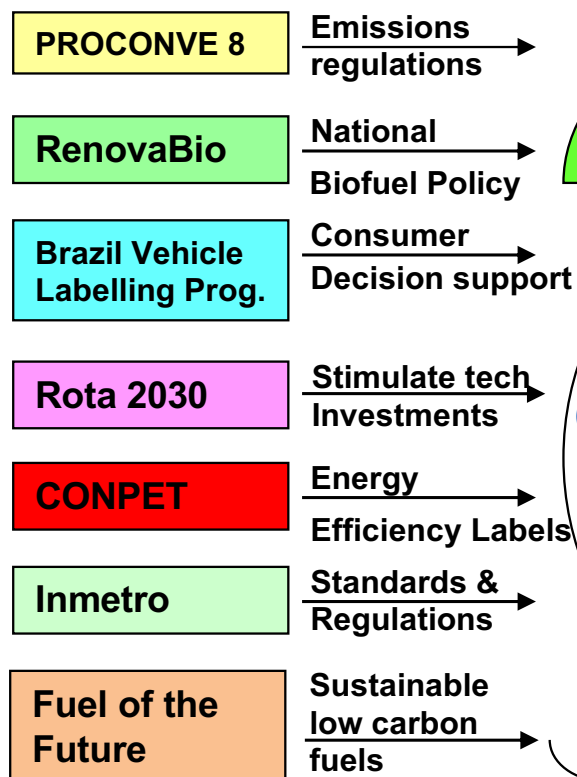 PROCONVE 8
Emissions
regulations
RenovaBio
National
Biofuel Policy
Brazil Vehicle
Labelling Prog.
Consumer
Decision support
Rota 2030
Stimulate tech
Investments
CONPET
Energy
Efficiency Labels
Inmetro
Standards &
Regulations
Fuel of the
Future
Sustainable
low carbon
fuels